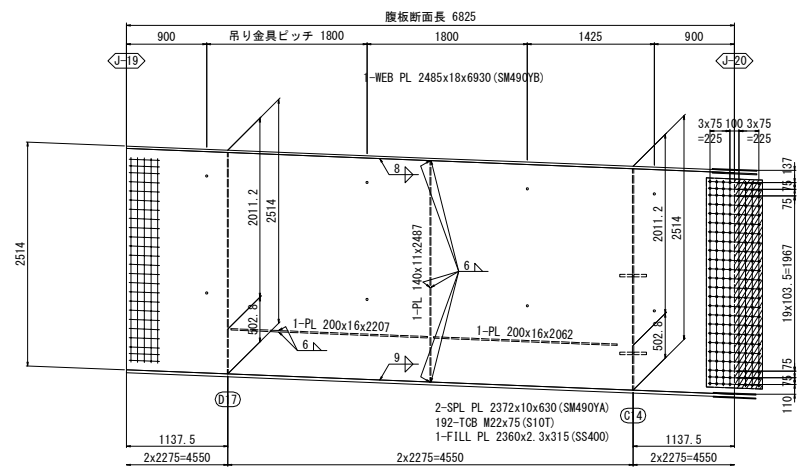 腹板断面長 6825
900
吊り金具ピッチ 1800
1800
1425
900
J-19
J-20
1-WEB PL 2485x18x6930(SM490YB)
3x75 100 3x75
=225 =225
137
75 75
8
2011.2
2514
2011.2
2514
2514
1-PL 140x11x2487
6
19x103.5=1967
502.8
1-PL 200x16x2207
1-PL 200x16x2062
502.8
6
9
75 75
110
D17
C14
2-SPL PL 2372x10x630(SM490YA)
192-TCB M22x75(S10T)
1-FILL PL 2360x2.3x315(SS400)
1137.5
1137.5
2x2275=4550
2x2275=4550
2x2275=4550